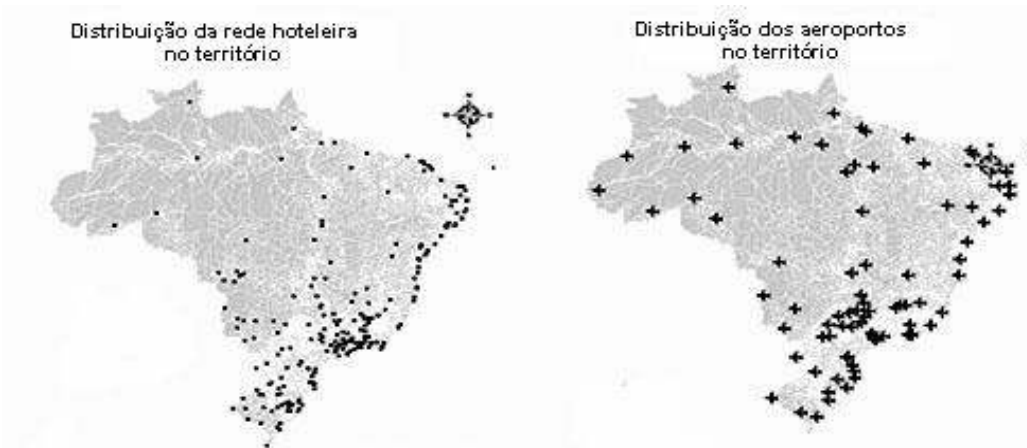 Distribuição da rede hoteleira
no território
Distribuição dos aeroportos
no território